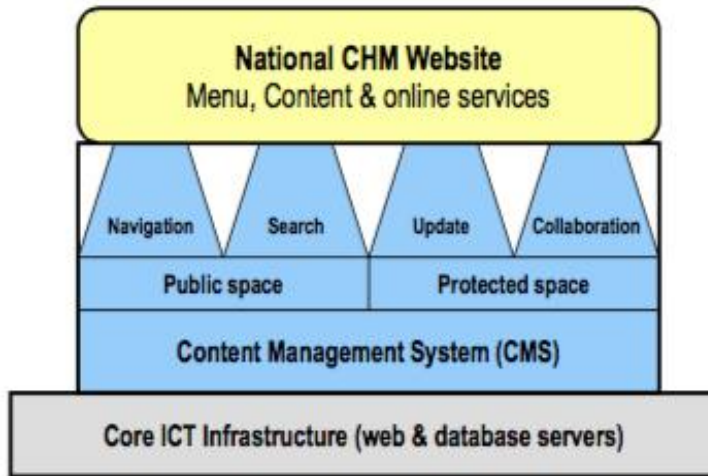 National CHM Website
Menu, Content & online services
Navigation Search Update Collaboration
Public space Protected space
Content Management System (CMS)
Core ICT Infrastructure (web & database servers)